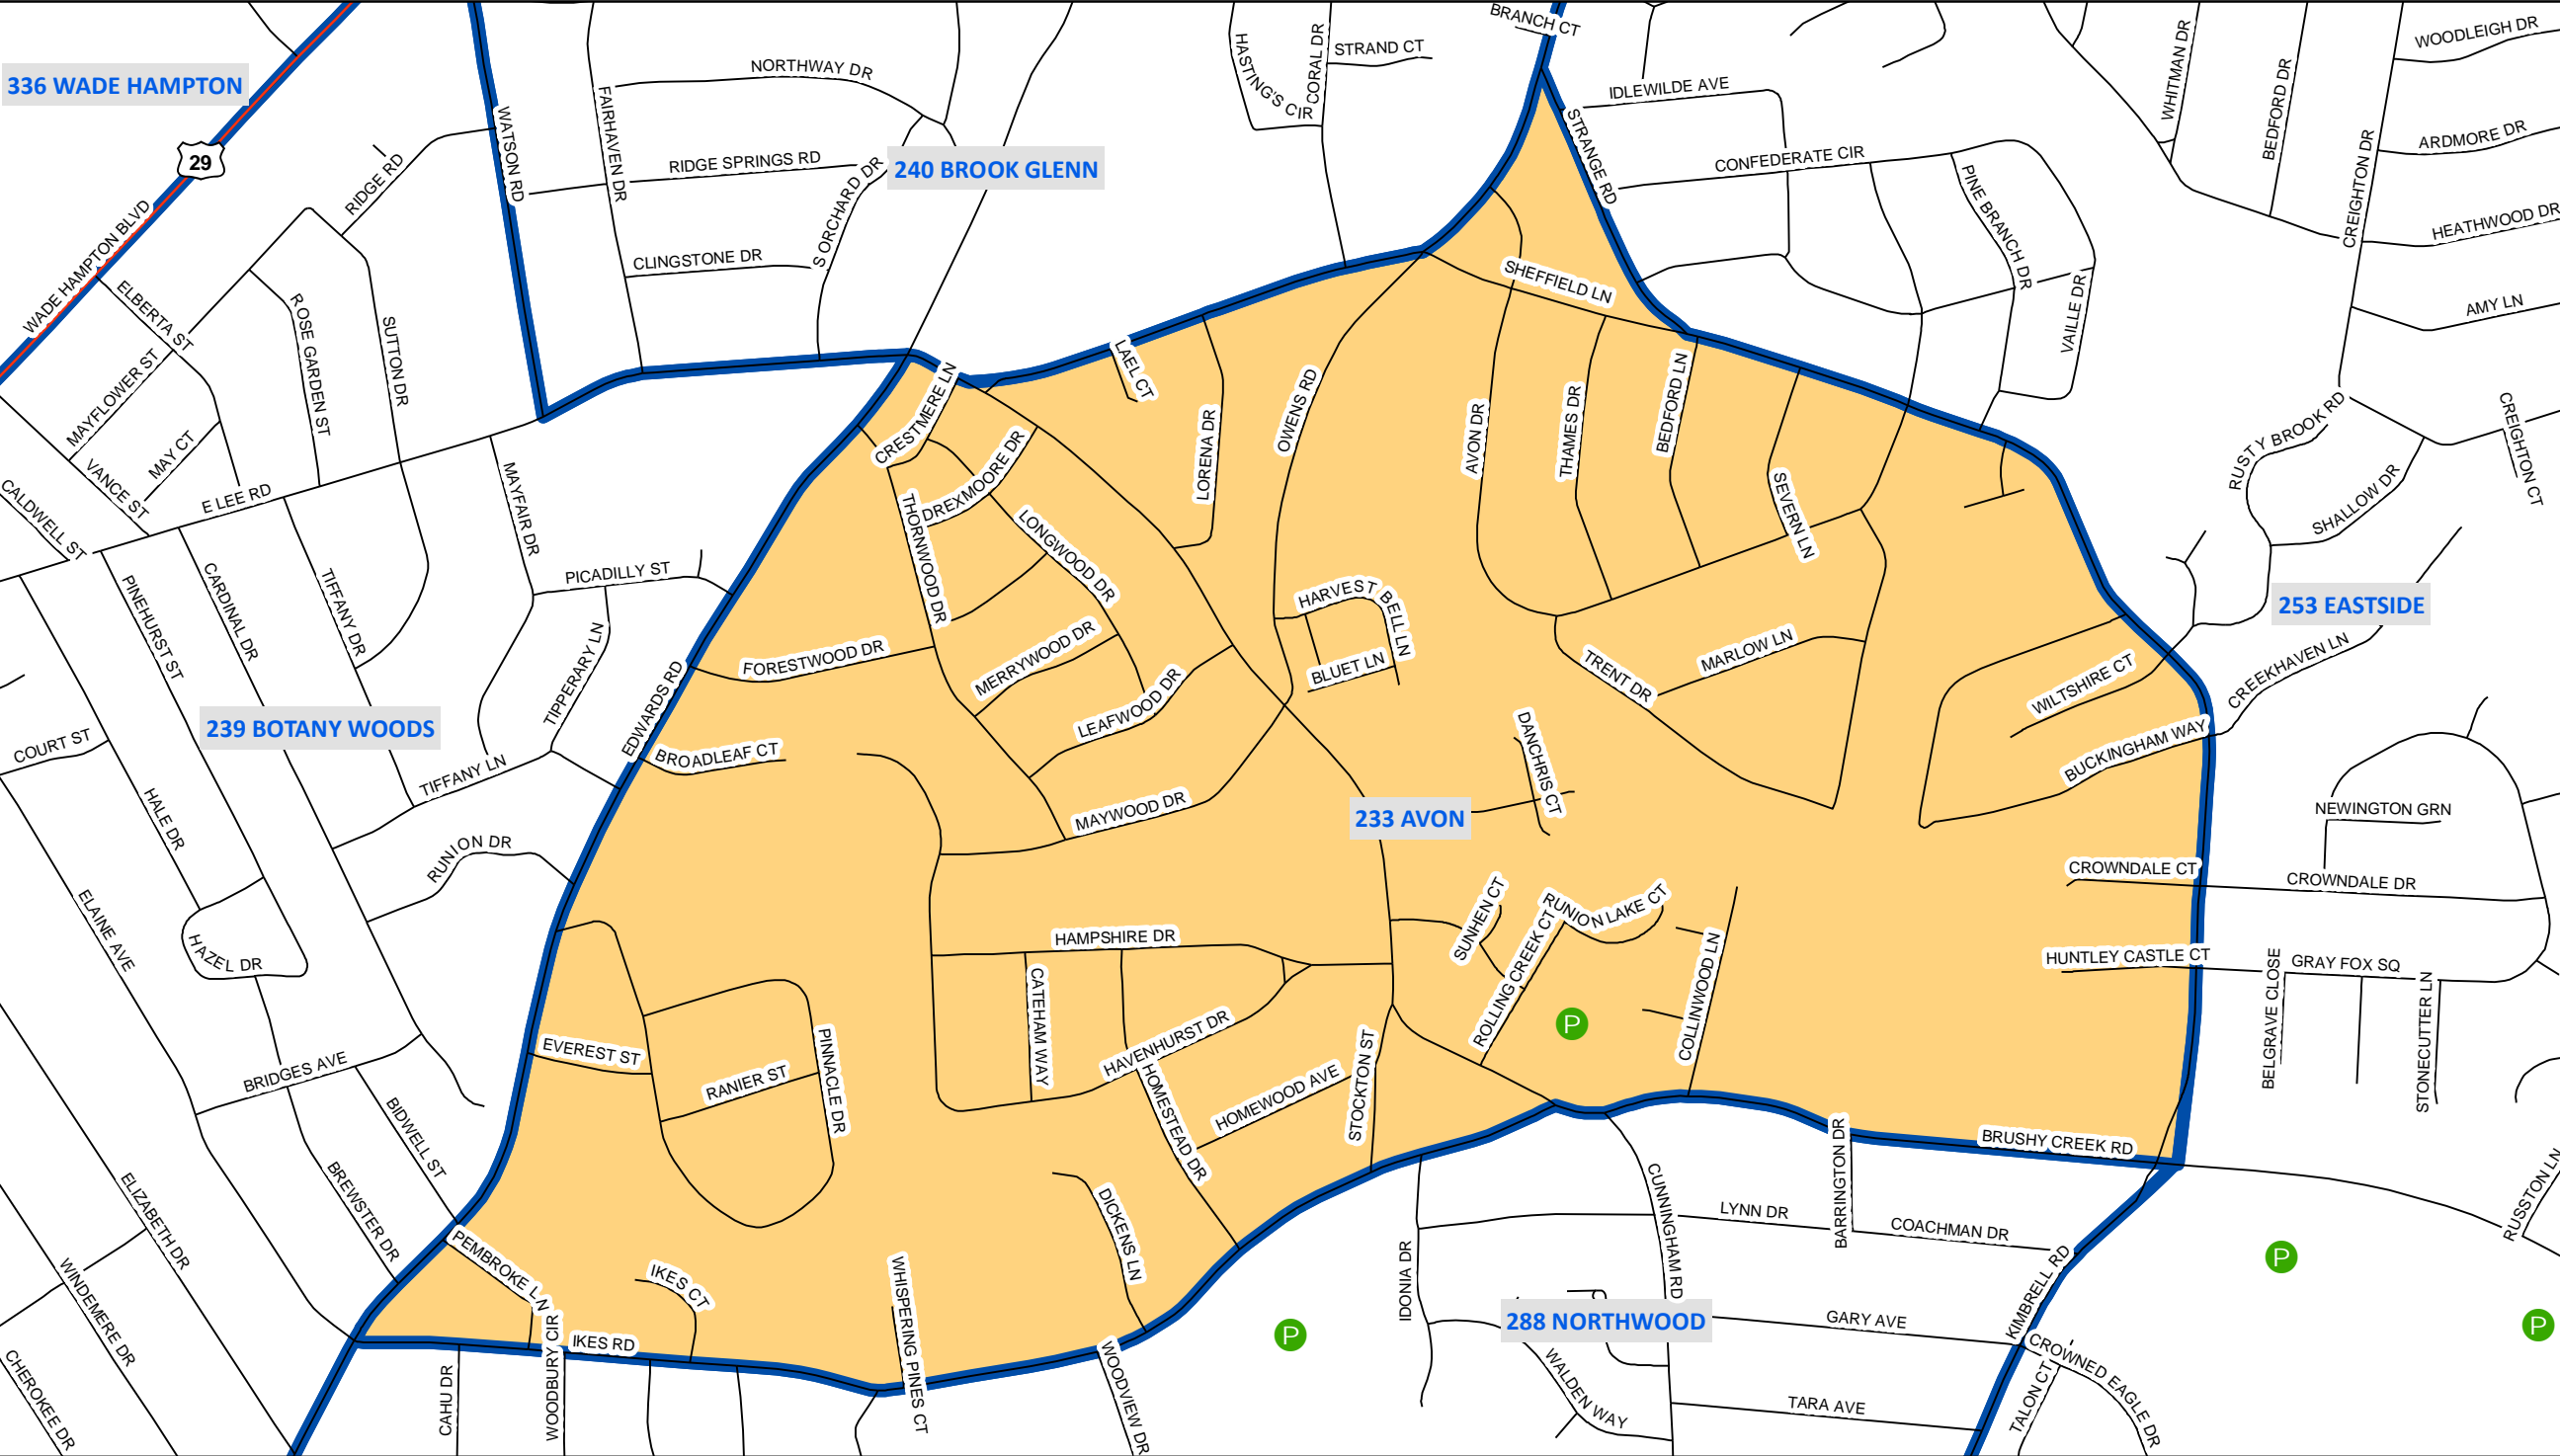 BRANCH CT
WOODLEIGH DR
336 WADE HAMPTON
NORTHWAY DR
HASTING'S CIR
CORAL DR
STRAND CT
IDLEWILDE AVE
WHITMAN DR
BEDFORD DR
ARDMORE DR
29
WATSON RD
FAIRHAVEN DR
RIDGE SPRINGS RD
240 BROOK GLENN
STRANGE RD
CONFEDERATE CIR
PINE BRANCH DR
CREIGHTON DR
RIDGE RD
S ORCHARD DR
HEATHWOOD DR
WADE HAMPTON BLVD
CLINGSTONE DR
SHEFFIELD LN
VAILLE DR
AMY LN
ELBERTA ST
ROSE GARDEN ST
SUTTON DR
LAEL CT
MAYFLOWER ST
CRESTMERE LN
OWENS RD
AVON DR
THAMES DR
BEDFORD LN
RUSTY BROOK RD
CREIGHTON CT
MAY CT
VANCE ST
E LEE RD
CALDWELL ST
MAYFAIR DR
DREXMOORE DR
THORNWOOD DR
LONGWOOD DR
LORENA DR
SEVERN LN
SHALLOW DR
PINEHURST ST
CARDINAL DR
TIFFANY DR
PICADILLY ST
HARVEST BELL LN
253 EASTSIDE
TIPPERARY LN
FORESTWOOD DR
MERRYWOOD DR
BLUET LN
TRENT DR
MARLOW LN
WILTSHIRE CT
CREEKHAVEN LN
COURT ST
239 BOTANY WOODS
EDWARDS RD
BROADLEAF CT
LEAFWOOD DR
DANCHRIS CT
BUCKINGHAM WAY
TIFFANY LN
HALE DR
MAYWOOD DR
233 AVON
NEWINGTON GRN
RUNION DR
CROWNDALE CT
CROWNDALE DR
ELAINE AVE
HAZEL DR
HAMPSHIRE DR
SUNHEN CT
RUNION LAKE CT
ROLLING CREEK CT
COLLINWOOD LN
HUNTLEY CASTLE CT
GRAY FOX SQ
BELGRAVE CLOSE
STONECUTTER LN
CATEHAM WAY
HAVENHURST DR
P
EVEREST ST
RANIER ST
PINNACLE DR
BRIDGES AVE
BIDWELL ST
HOMESTEAD DR
HOMEWOOD AVE
STOCKTON ST
BARRINGTON DR
BRUSHY CREEK RD
ELIZABETH DR
BREWSTER DR
DICKENS LN
CUNNINGHAM RD
LYNN DR
COACHMAN DR
RUSSTON LN
WINDEMERE DR
PEMBROKE LN
IKES CT
WHISPERING PINES CT
IDONIA DR
KIMBRELL RD
P
P
P
288 NORTHWOOD
GARY AVE
IKES RD
CHEROKEE DR
CAHU DR
WOODBURY CIR
WOODVIEW DR
WALDEN WAY
TARA AVE
TALON CT
CROWNED EAGLE DR